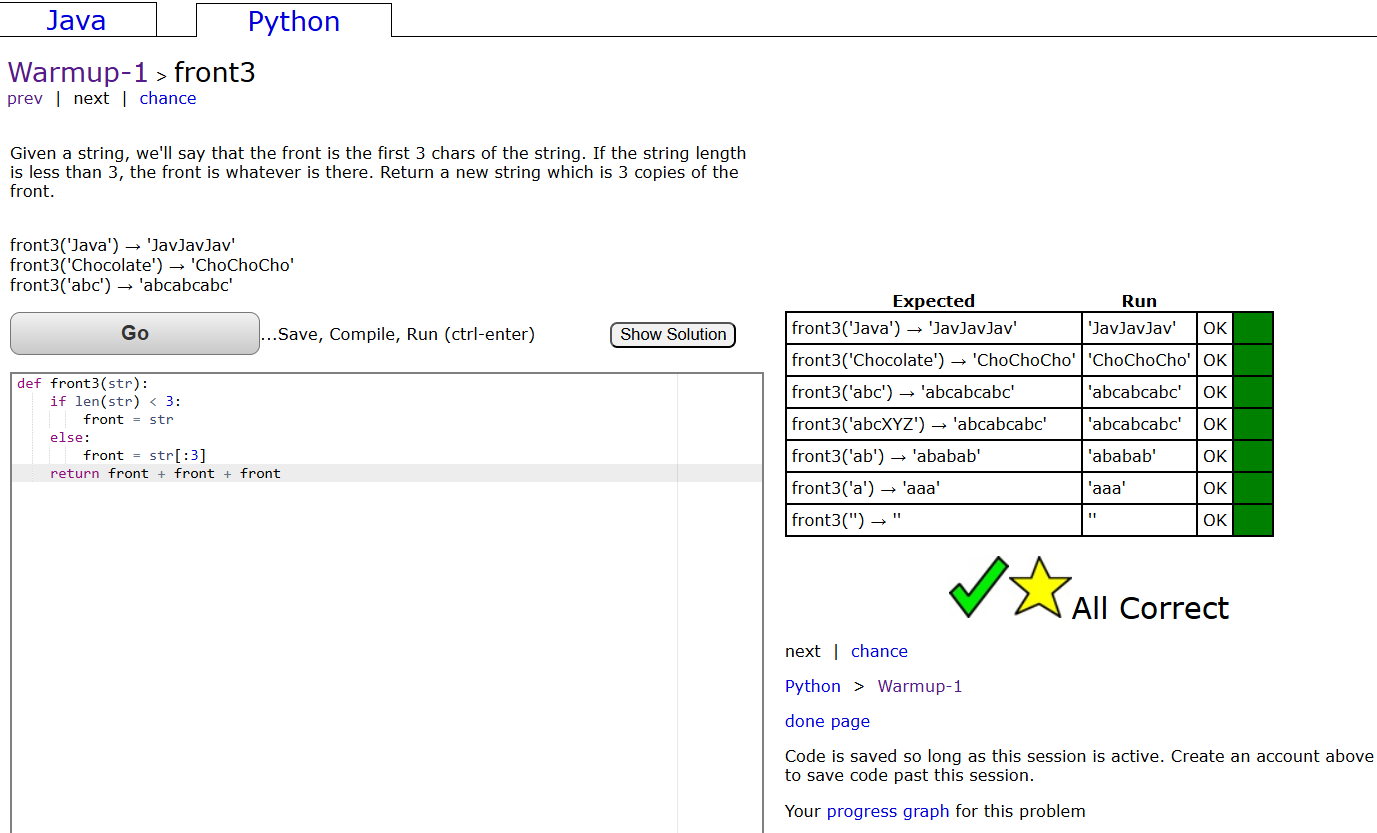 Java Python
Warmup-1 > front3
prev | next | chance
Given a string, we'll say that the front is the first 3 chars of the string. If the string length
is less than 3, the front is whatever is there. Return a new string which is 3 copies of the
front.
front3('Java') → 'JavJavJav'
front3('Chocolate') → 'ChoChoCho'
front3('abc') → 'abcabcabc'
Go ...Save, Compile, Run (ctrl-enter) Show Solution
def front3(str):
    if len(str) < 3:
        front = str
    else:
        front = str[:3]
    return front + front + front
Expected Run
front3('Java') → 'JavJavJav' 'JavJavJav' OK
front3('Chocolate') → 'ChoChoCho' 'ChoChoCho' OK
front3('abc') → 'abcabcabc' 'abcabcabc' OK
front3('abcXYZ') → 'abcabcabc' 'abcabcabc' OK
front3('ab') → 'ababab' 'ababab' OK
front3('a') → 'aaa' 'aaa' OK
front3('') → '' '' OK
All Correct
next | chance
Python > Warmup-1
done page
Code is saved so long as this session is active. Create an account above
to save code past this session.
Your progress graph for this problem